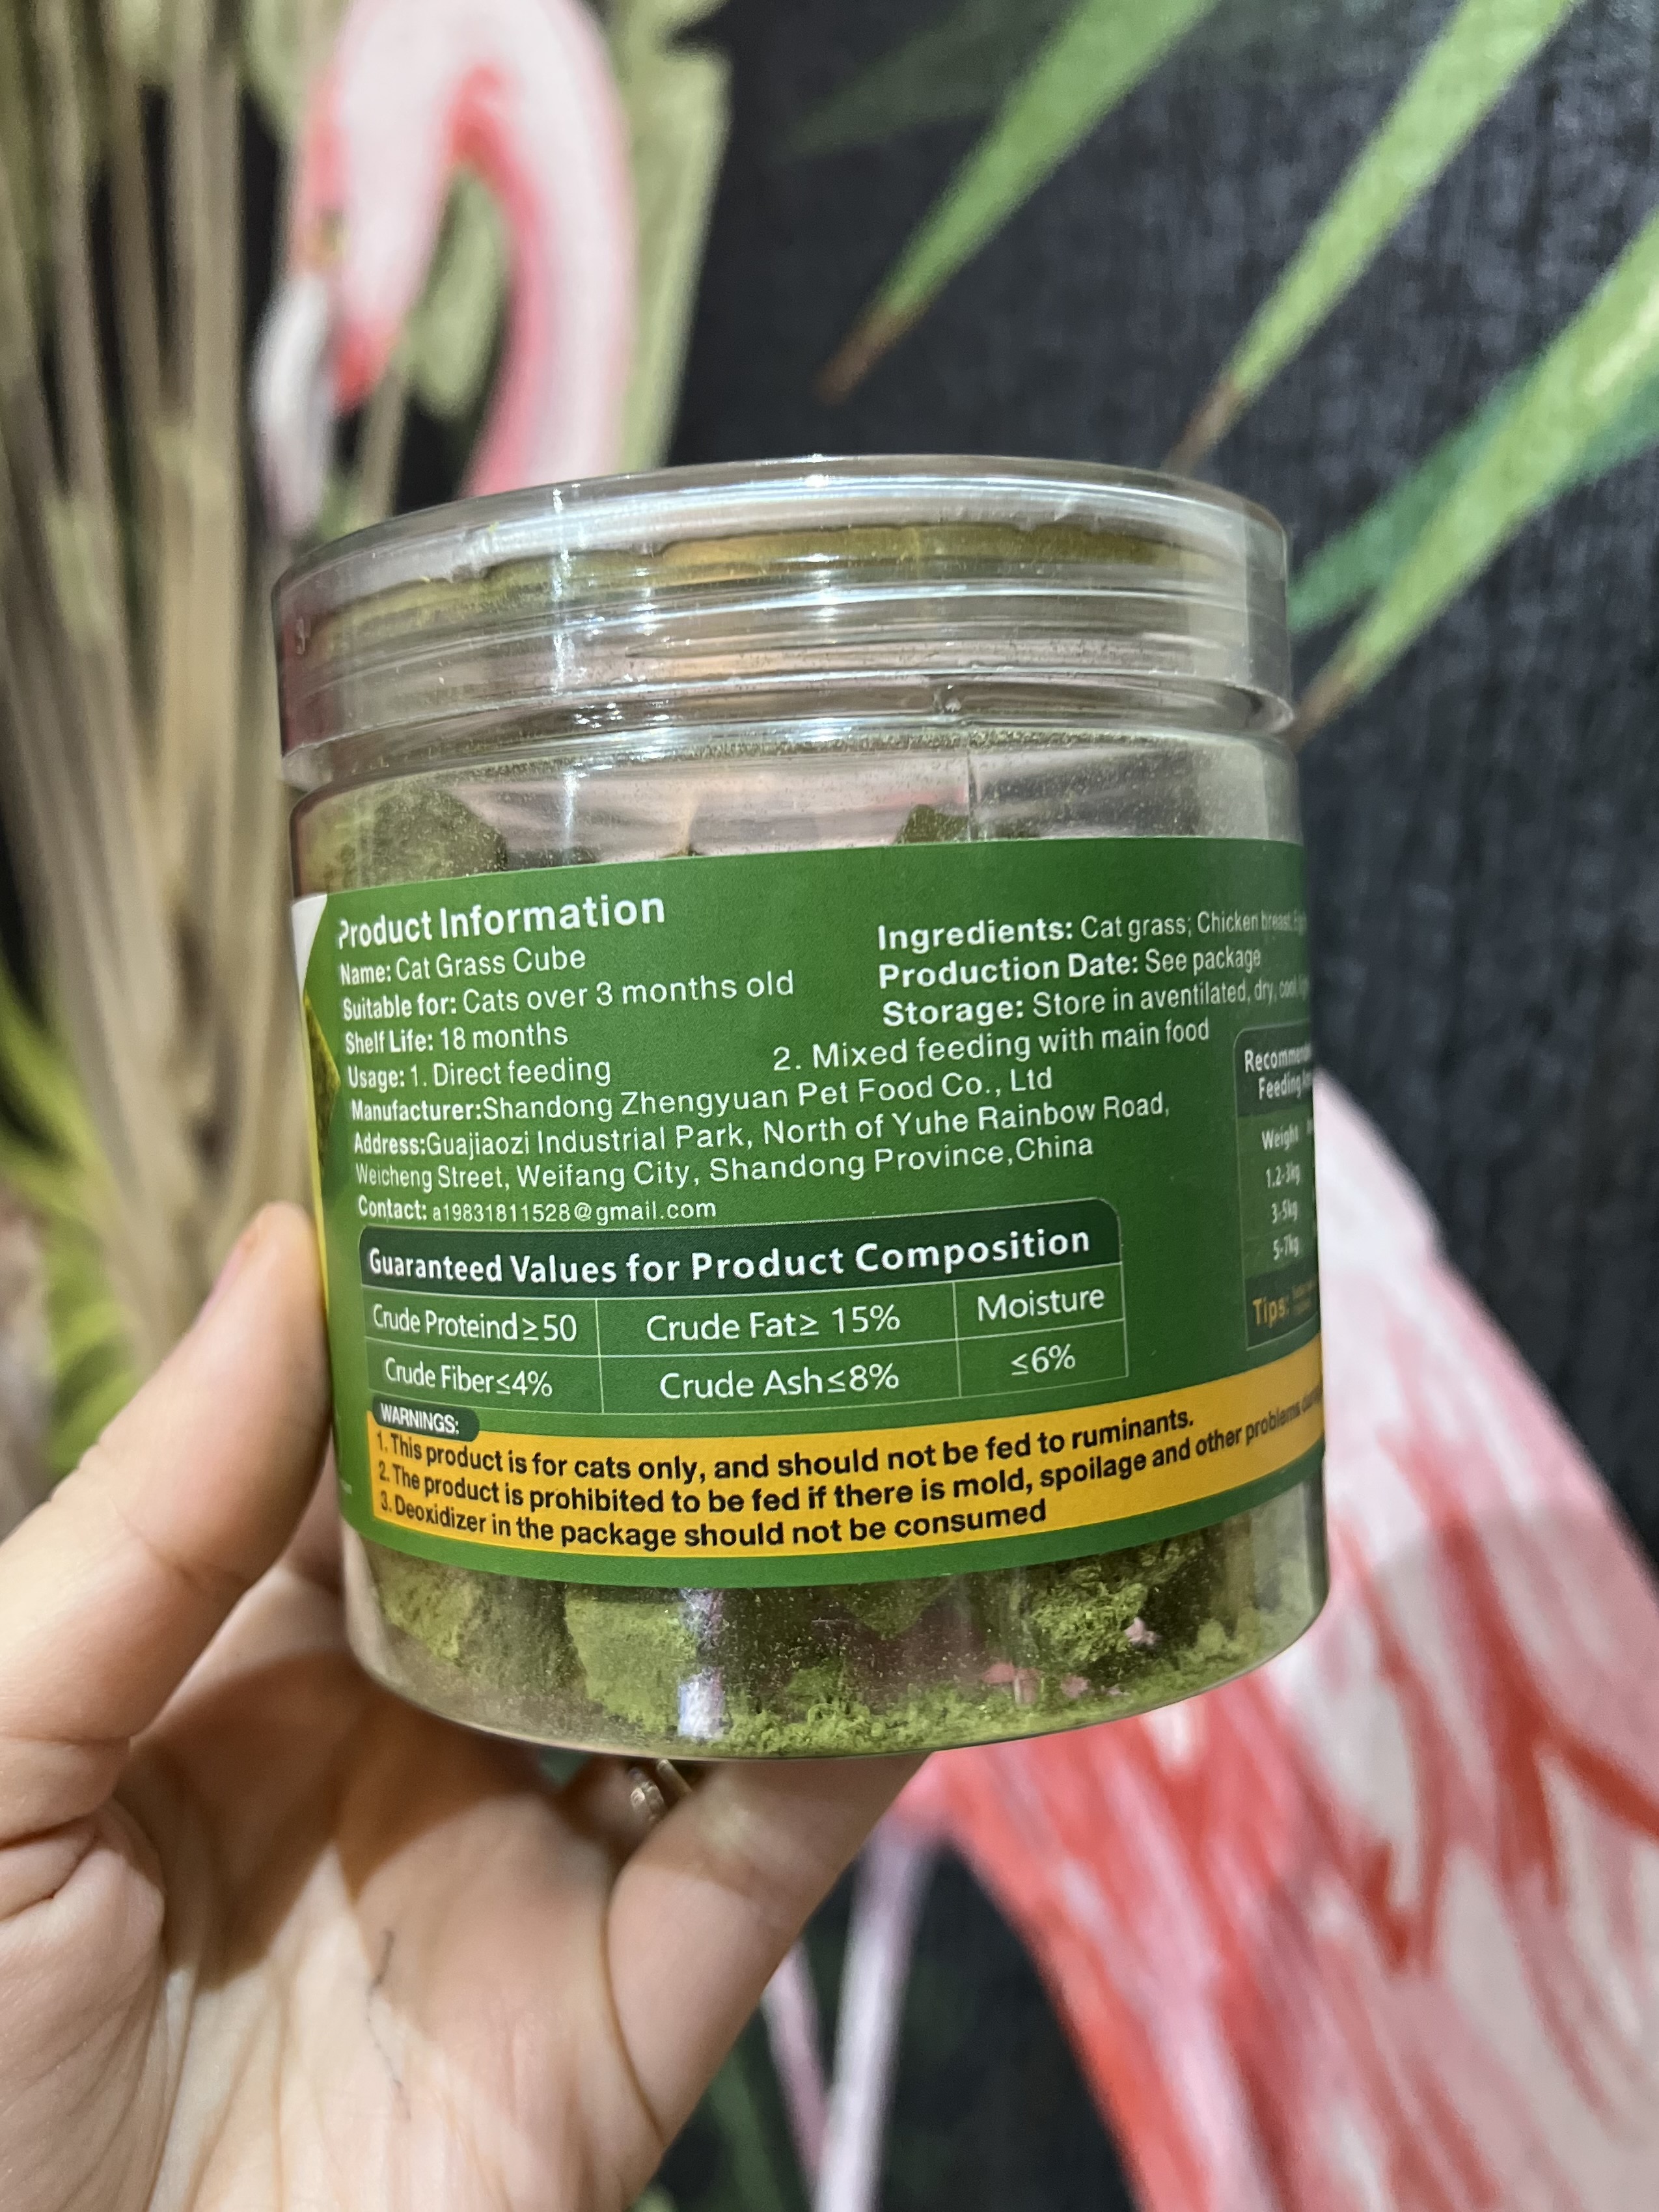 Product Information
Name: Cat Grass Cube
Suitable for: Cats over 3 months old
Shelf Life: 18 months
Usage: 1. Direct feeding
2. Mixed feeding with main food
Manufacturer:Shandong Zhengyuan Pet Food Co., Ltd
Address:Guajiaozi Industrial Park, North of Yuhe Rainbow Road,
Weicheng Street, Weifang City, Shandong Province,China
Contact: a19831811528@gmail.com
Ingredients: Cat grass; Chicken breast
Production Date: See package
Storage: Store in aventilated, dry, cool
Guaranteed Values for Product Composition
Crude Proteind≥50
Crude Fat≥ 15%
Moisture
Crude Fiber≤4%
Crude Ash≤8%
≤6%
Feeding
Weight
1.2-3kg
3-5kg
5-7kg
Tips:
WARNINGS:
1. This product is for cats only, and should not be fed to ruminants.
2. The product is prohibited to be fed if there is mold, spoilage and other problems
3. Deoxidizer in the package should not be consumed